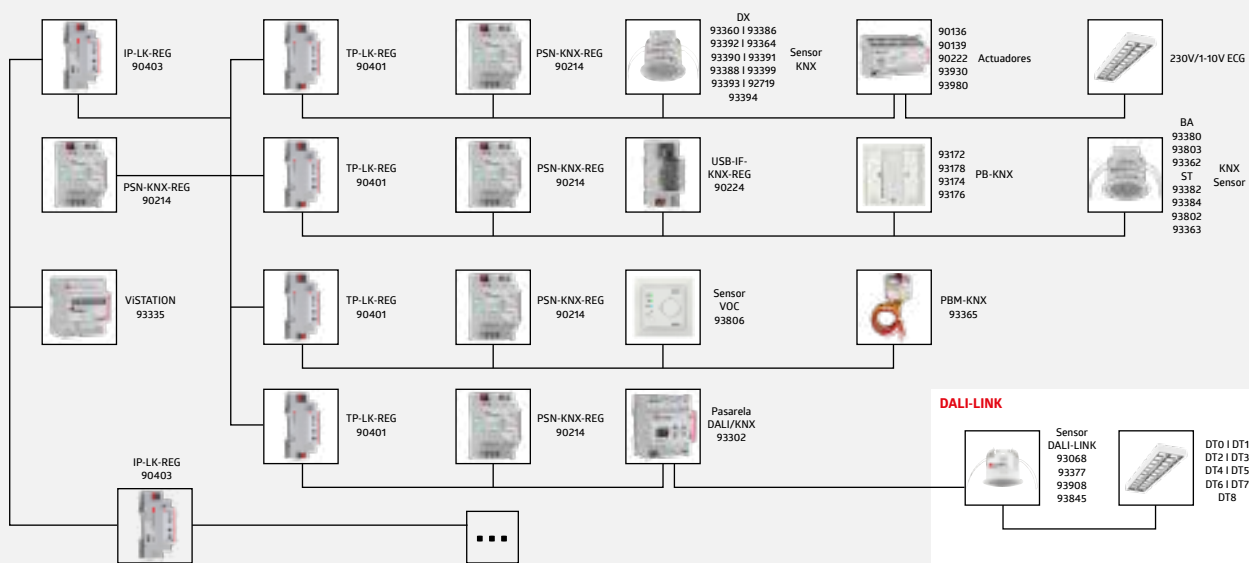 IP-LK-REG
90403
TP-LK-REG
90401
PSN-KNX-REG
90214
DX
93360 I 93386
93392 I 93364
93390 I 93391
93388 I 93399
93393 I 92719
93394
Sensor
KNX
90136
90139
90222
93930
93980
Actuadores
230V/1-10V ECG
PSN-KNX-REG
90214
TP-LK-REG
90401
PSN-KNX-REG
90214
USB-IF-
KNX-REG
90224
93172
93178
93174
93176
PB-KNX
BA
93380
93803
93362
ST
93382
93384
93802
93363
KNX
Sensor
ViSTATION
93335
TP-LK-REG
90401
PSN-KNX-REG
90214
Sensor
VOC
93806
PBM-KNX
93365
TP-LK-REG
90401
PSN-KNX-REG
90214
Pasarela
DALI/KNX
93302
DALI-LINK
Sensor
DALI-LINK
93068
93377
93908
93845
DT0 I DT1
DT2 I DT3
DT4 I DT5
DT6 I DT7
DT8
IP-LK-REG
90403
...